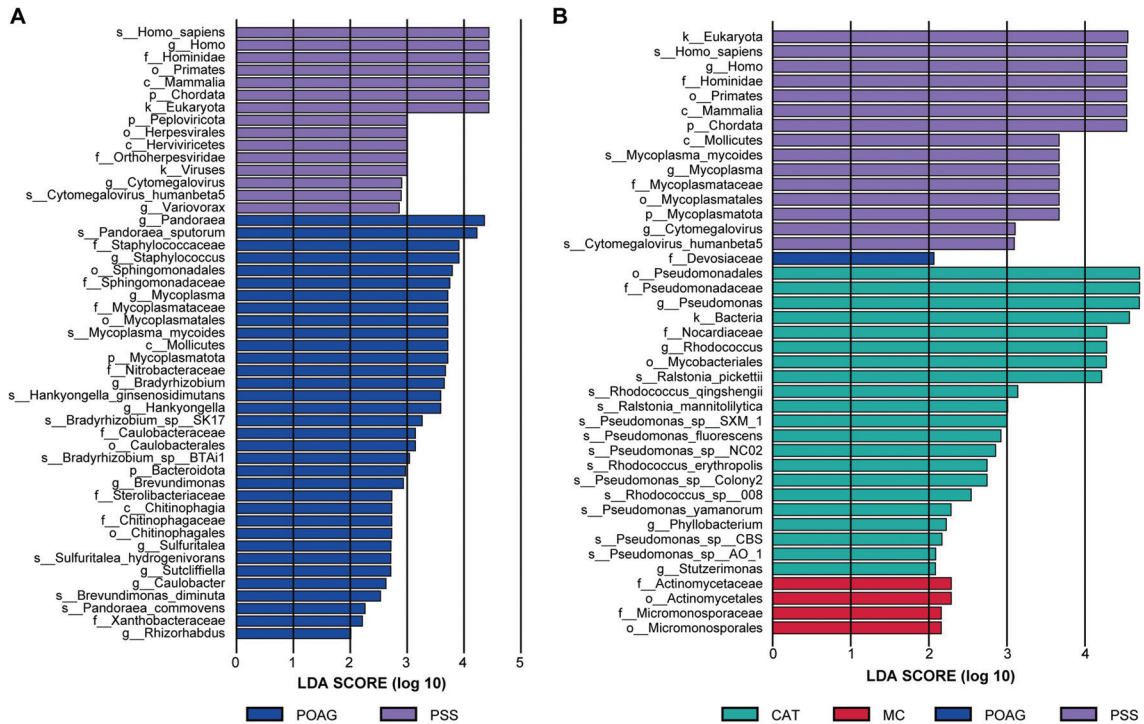 A
s__Homo_sapiens
g__Homo
f__Hominidae
o__Primates
c__Mammalia
p__Chordata
k__Eukaryota
p__Peploviricota
o__Herpesvirales
c__Herviviricetes
f__Orthoherpesviridae
k__Viruses
g__Cytomegalovirus
s__Cytomegalovirus_humanbeta5
g__Variovorax
g__Pandoraea
s__Pandoraea_sputorum
f__Staphylococcaceae
g__Staphylococcus
o__Sphingomonadales
f__Sphingomonadaceae
g__Mycoplasma
f__Mycoplasmataceae
o__Mycoplasmatales
s__Mycoplasma_mycoides
c__Mollicutes
p__Mycoplasmatota
f__Nitrobacteraceae
g__Bradyrhizobium
s__Hankyongella_ginsenosidimutans
g__Hankyongella
s__Bradyrhizobium_sp__SK17
f__Caulobacteraceae
o__Caulobacterales
s__Bradyrhizobium_sp__BTAi1
p__Bacteroidota
g__Brevundimonas
f__Sterolibacteriaceae
c__Chitinophagia
f__Chitinophagaceae
o__Chitinophagales
g__Sulfuritalea
s__Sulfuritalea_hydrogenivorans
g__Sutcliffiella
g__Caulobacter
s__Brevundimonas_diminuta
s__Pandoraea_commovens
f__Xanthobacteraceae
g__Rhizorhabdus
0 1 2 3 4 5
LDA SCORE (log 10)
POAG PSS
B
k__Eukaryota
s__Homo_sapiens
g__Homo
f__Hominidae
o__Primates
c__Mammalia
p__Chordata
c__Mollicutes
s__Mycoplasma_mycoides
g__Mycoplasma
f__Mycoplasmataceae
o__Mycoplasmatales
p__Mycoplasmatota
g__Cytomegalovirus
s__Cytomegalovirus_humanbeta5
f__Devosiaceae
o__Pseudomonadales
f__Pseudomonadaceae
g__Pseudomonas
k__Bacteria
f__Nocardiaceae
g__Rhodococcus
o__Mycobacteriales
s__Ralstonia_pickettii
s__Rhodococcus_qingshengii
s__Ralstonia_mannitolilytica
s__Pseudomonas_sp__SXM_1
s__Pseudomonas_fluorescens
s__Pseudomonas_sp__NC02
s__Rhodococcus_erythropolis
s__Pseudomonas_sp__Colony2
s__Rhodococcus_sp__008
s__Pseudomonas_yamanorum
g__Phyllobacterium
s__Pseudomonas_sp__CBS
s__Pseudomonas_sp__AO_1
g__Stutzerimonas
f__Actinomycetaceae
o__Actinomycetales
f__Micromonosporaceae
o__Micromonosporales
0 1 2 3 4
LDA SCORE (log 10)
CAT MC POAG PSS